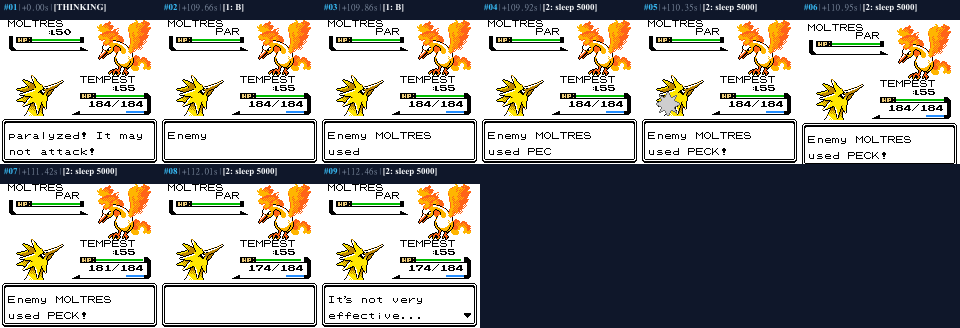 #01 | +0.00s | [THINKING]
MOLTRES
:L50
HP:
TEMPEST
:L55
HP:
184/184
paralyzed! It may
not attack!
#02 | +109.66s | [1: B]
MOLTRES
PAR
HP:
TEMPEST
:L55
HP:
184/184
Enemy
#03 | +109.86s | [1: B]
MOLTRES
PAR
HP:
TEMPEST
:L55
HP:
184/184
Enemy MOLTRES
used
#04 | +109.92s | [2: sleep 5000]
MOLTRES
PAR
HP:
TEMPEST
:L55
HP:
184/184
Enemy MOLTRES
used PEC
#05 | +110.35s | [2: sleep 5000]
MOLTRES
PAR
HP:
TEMPEST
:L55
HP:
184/184
Enemy MOLTRES
used PECK!
#06 | +110.95s | [2: sleep 5000]
MOLTRES
PAR
HP:
TEMPEST
:L55
HP:
184/184
Enemy MOLTRES
used PECK!
#07 | +111.42s | [2: sleep 5000]
MOLTRES
PAR
HP:
TEMPEST
:L55
HP:
181/184
Enemy MOLTRES
used PECK!
#08 | +112.01s | [2: sleep 5000]
MOLTRES
PAR
HP:
TEMPEST
:L55
HP:
174/184
#09 | +112.46s | [2: sleep 5000]
MOLTRES
PAR
HP:
TEMPEST
:L55
HP:
174/184
It's not very
effective...